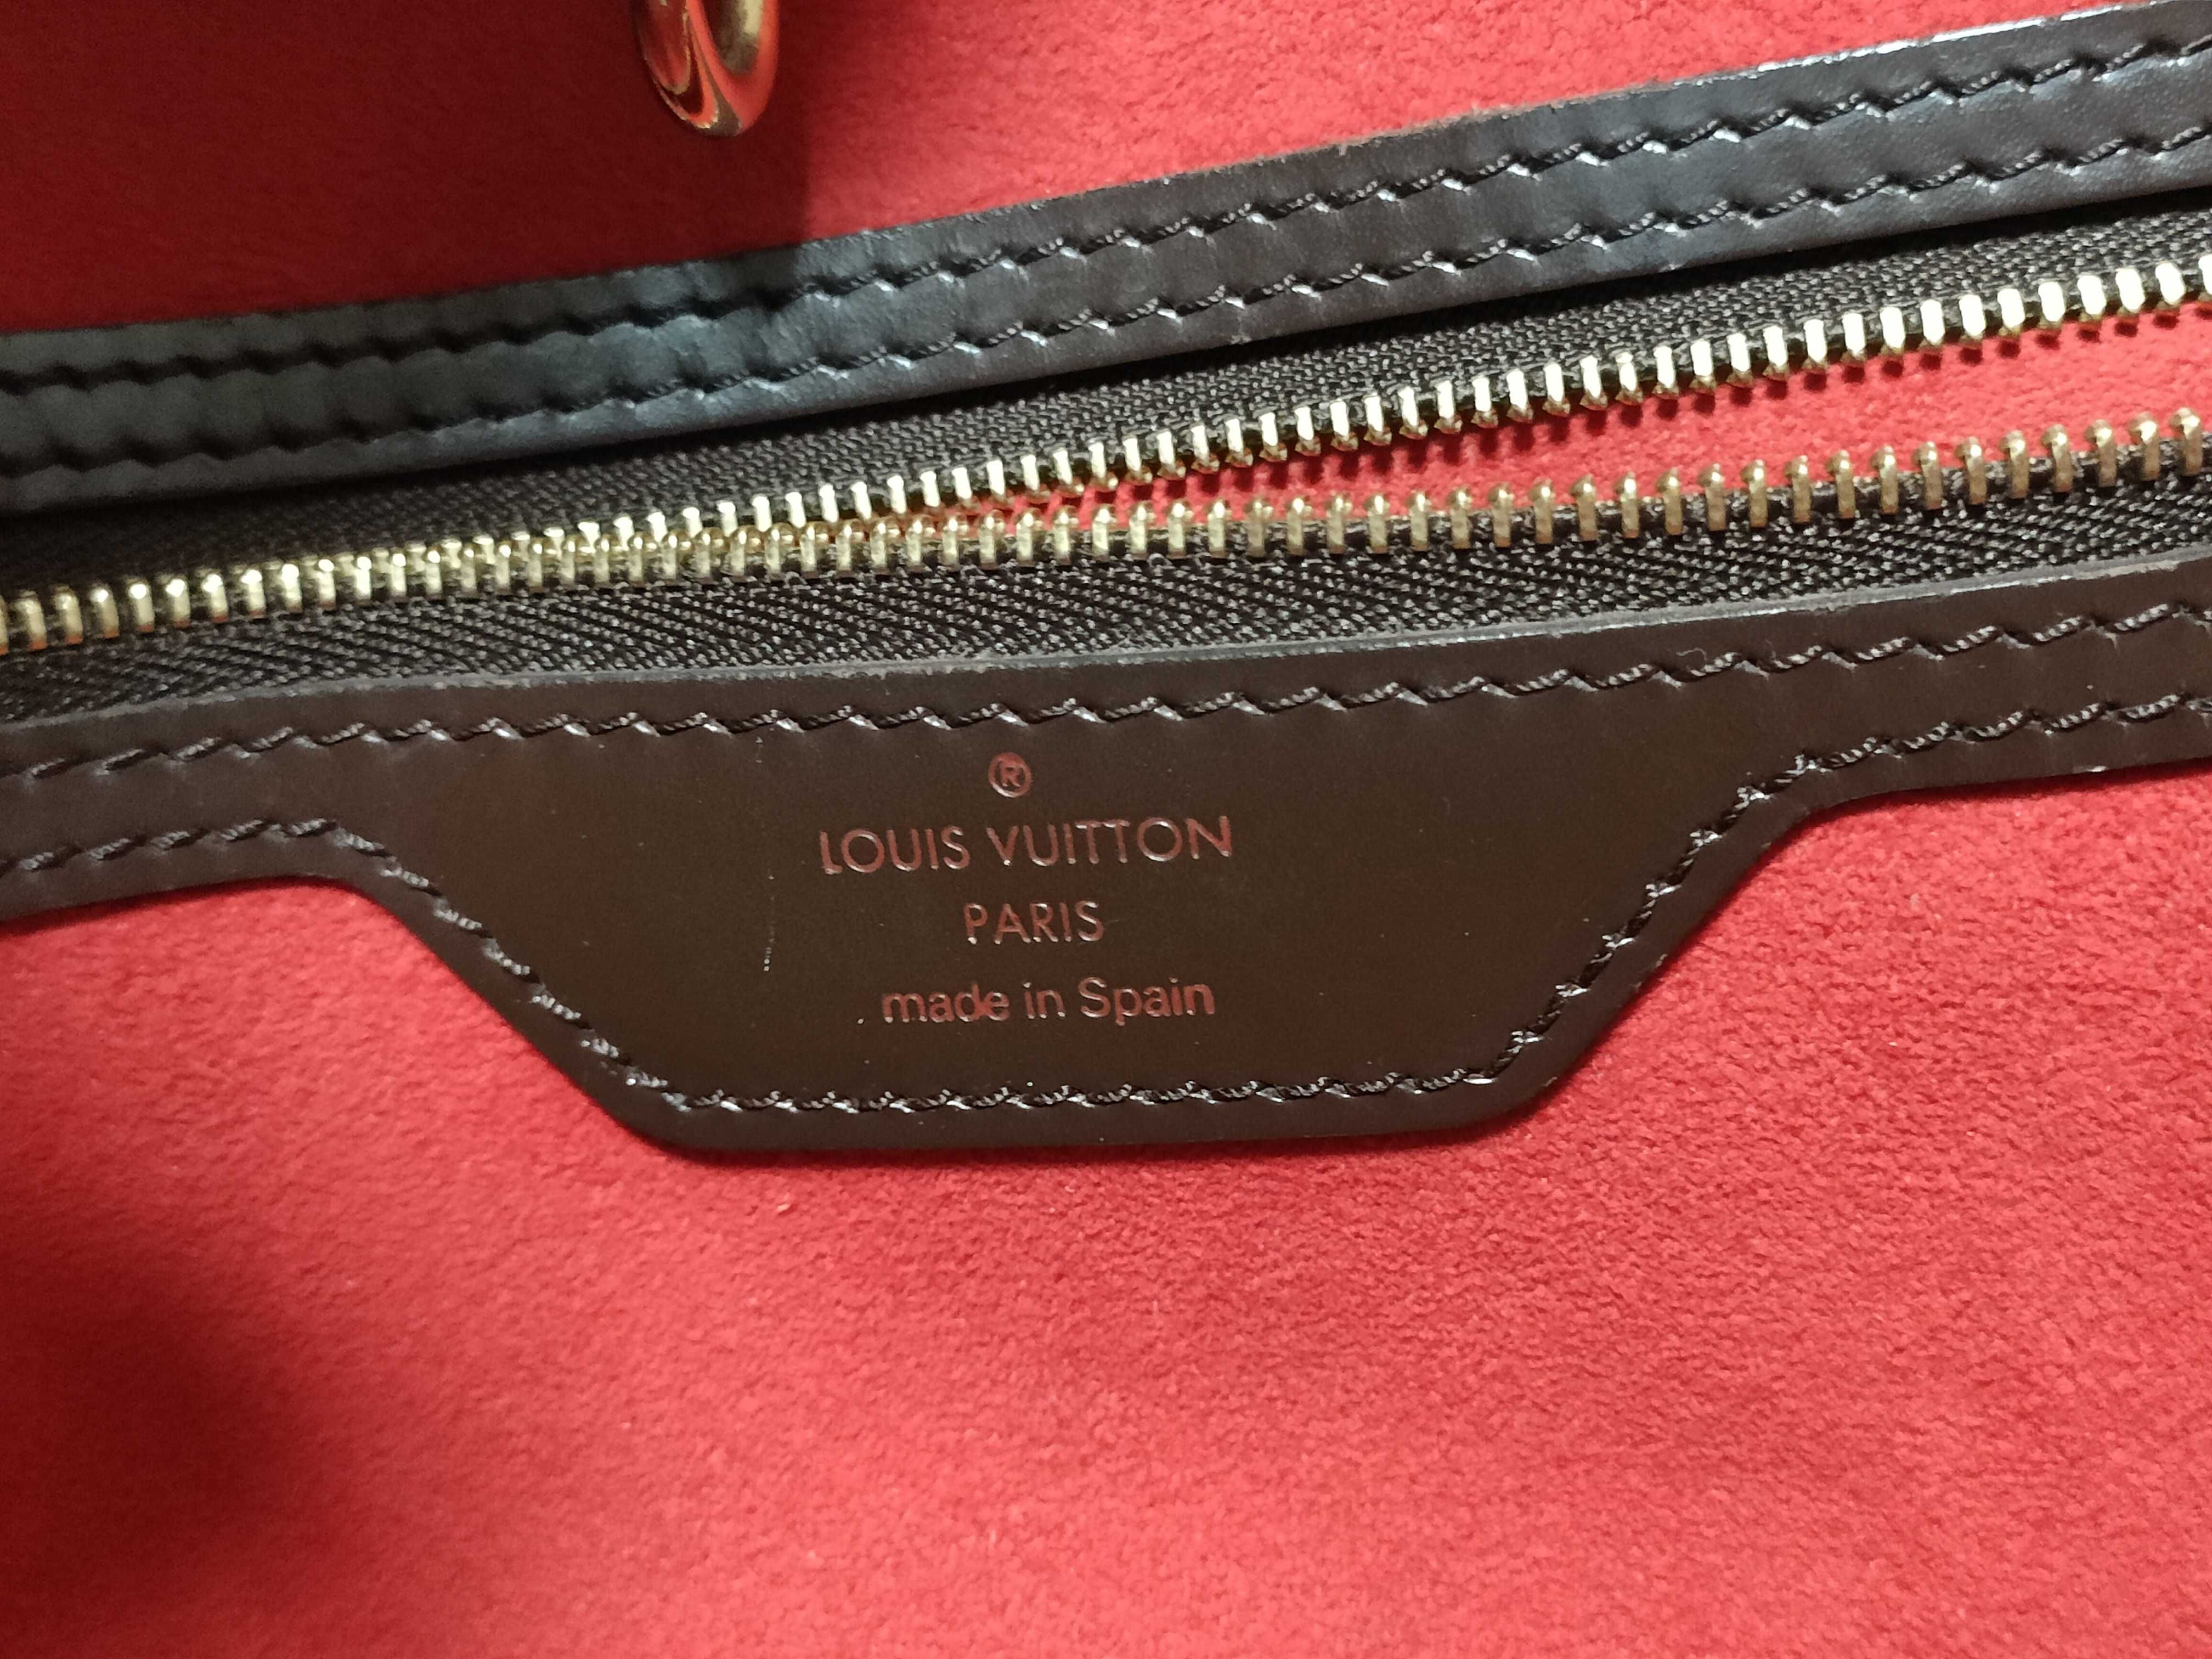 ®
LOUIS VUITTON
PARIS
made in Spain